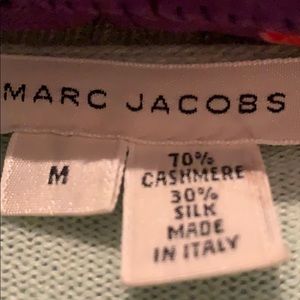 MARC JACOBS
M
70%
CASHMERE
30%
SILK
MADE
IN ITALY